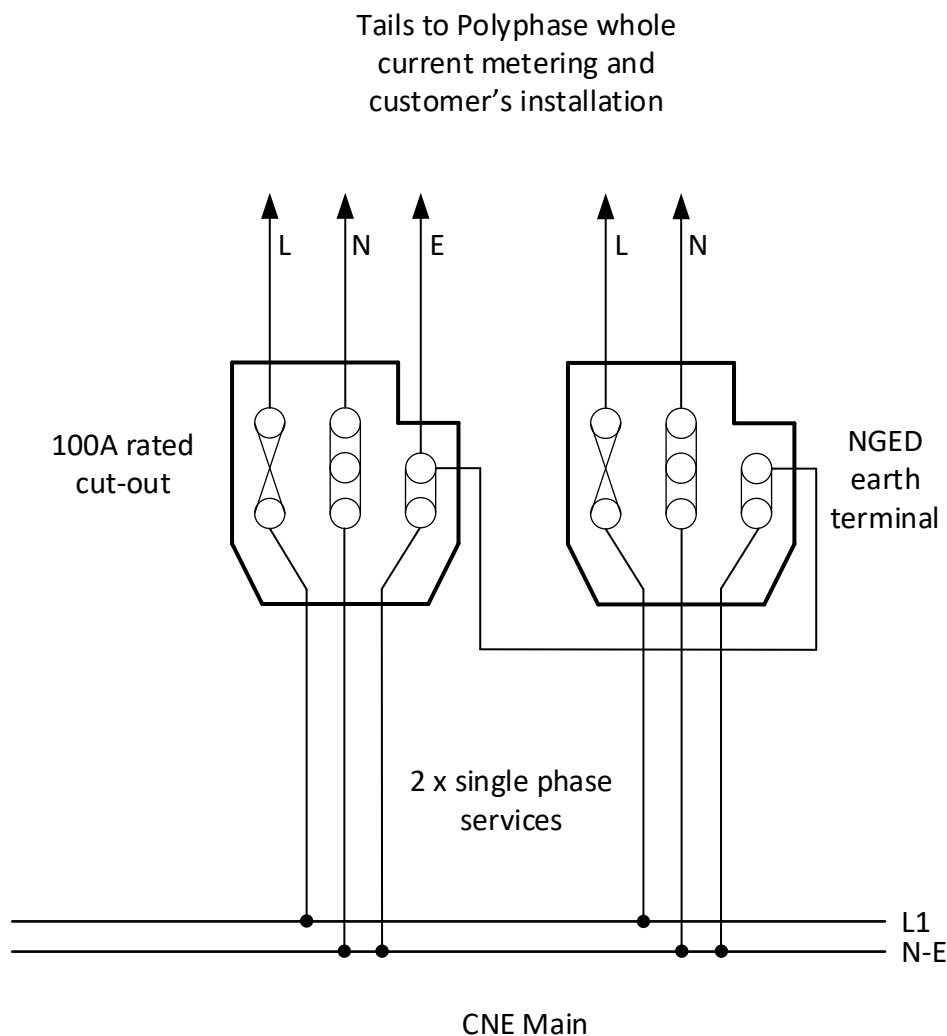 Tails to Polyphase whole
current metering and
customer’s installation
L
N
E
L
N
100A rated
cut-out
NGED
earth
terminal
2 x single phase
services
L1
N-E
CNE Main